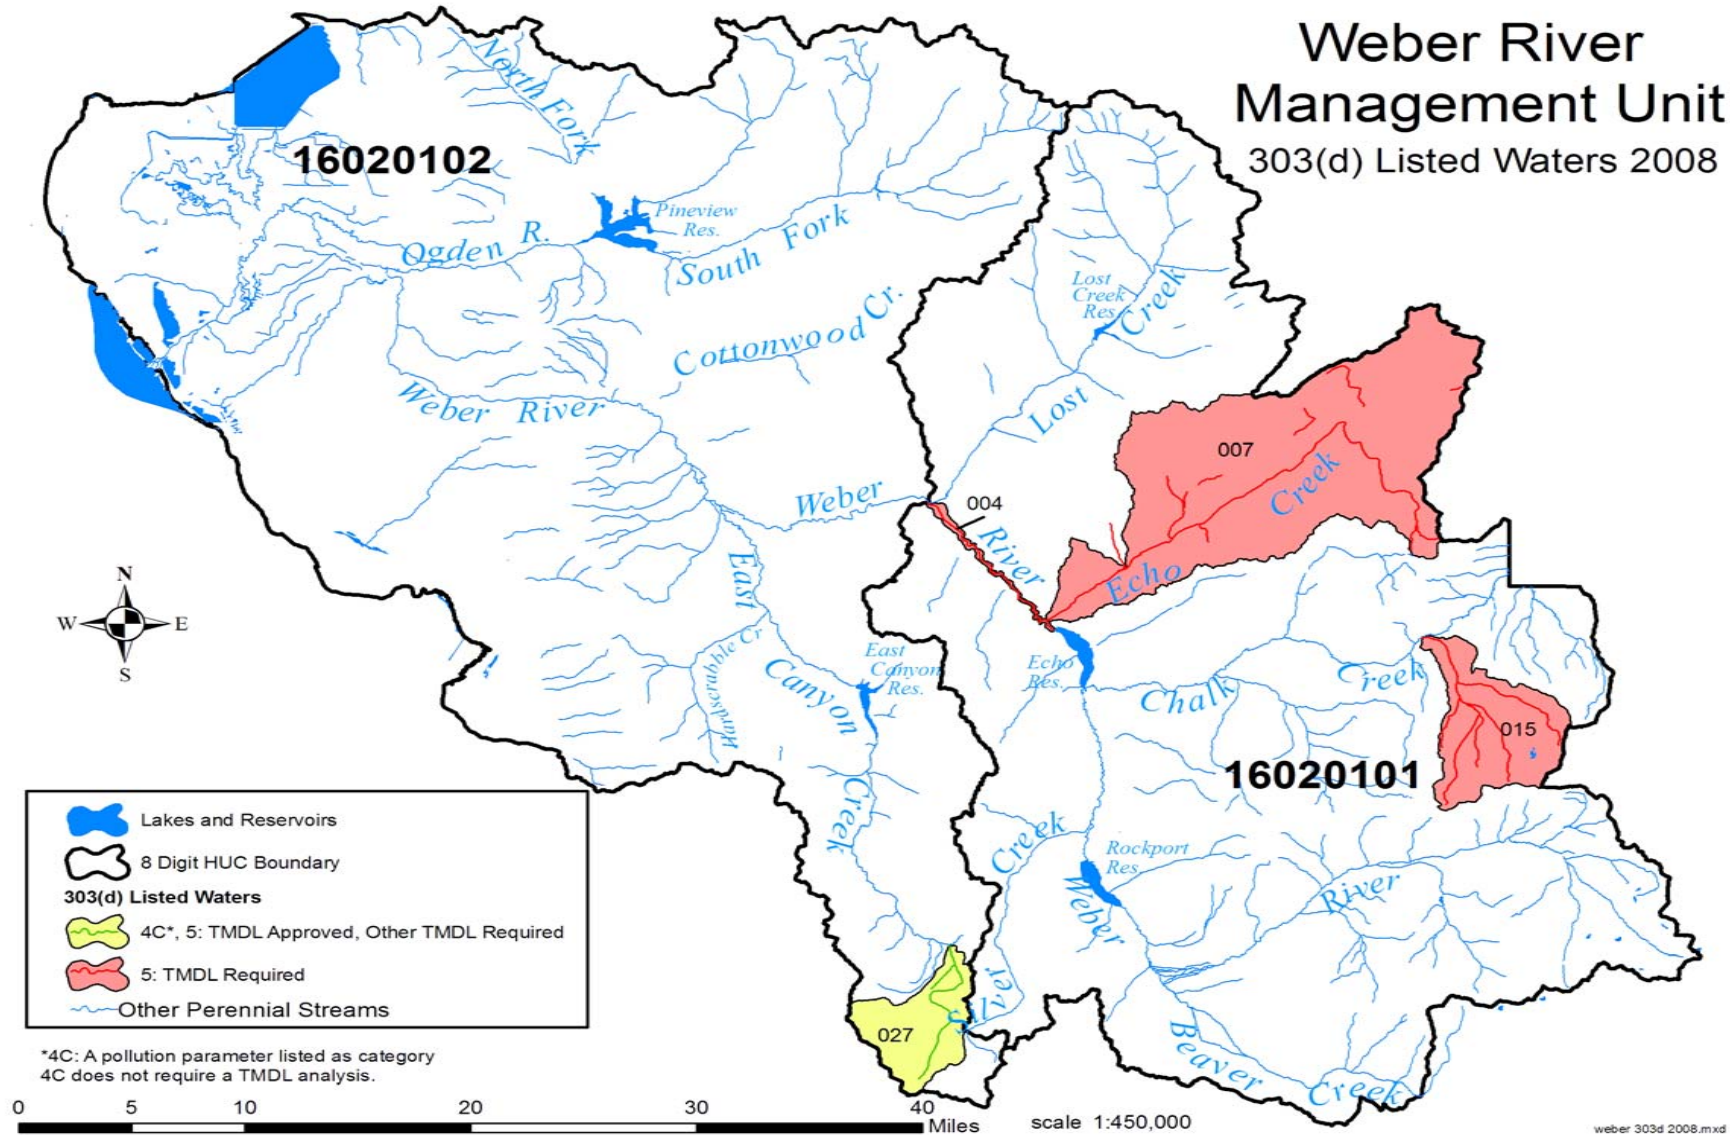 Weber River
Management Unit
303(d) Listed Waters 2008
North Fork
16020102
Pineview
Res.
Ogden R.
South Fork
Lost
Creek
Res.
Creek
Cottonwood Cr.
Weber River
Lost
007
Creek
Weber
004
River
Echo
East
Hardscrabble Cr
East
Canyon
Res.
Canyon
Echo
Res.
Chalk
Creek
015
16020101
Creek
Creek
Rockport
Res.
Weber
River
Silver
027
Beaver
Creek
N
W
E
S
Lakes and Reservoirs
8 Digit HUC Boundary
303(d) Listed Waters
4C*, 5: TMDL Approved, Other TMDL Required
5: TMDL Required
Other Perennial Streams
*4C: A pollution parameter listed as category
4C does not require a TMDL analysis.
0 5 10 20 30 40
Miles
scale 1:450,000
weber 303d 2008.mxd